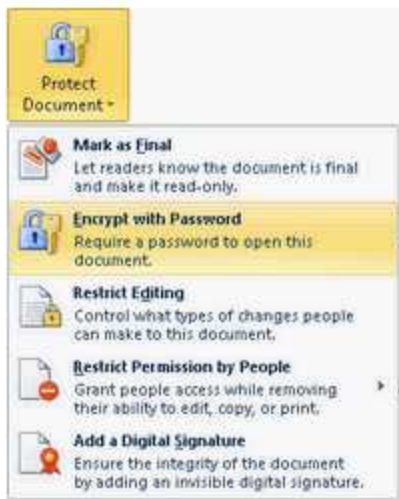 Protect
Document
Mark as Final
Let readers know the document is final
and make it read-only.
Encrypt with Password
Require a password to open this
document.
Restrict Editing
Control what types of changes people
can make to this document.
Restrict Permission by People
Grant people access while removing
their ability to edit, copy, or print.
Add a Digital Signature
Ensure the integrity of the document
by adding an invisible digital signature.